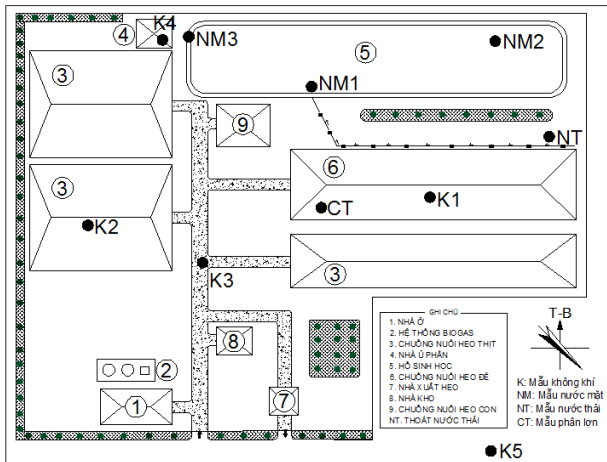 K4
4
NM3
NM2
5
3
NM1
9
NT
6
3
K1
CT
K2
K3
3
8
2
7
1
GHI CHÚ
1. NHÀ Ở
2. HỆ THỐNG BIOGAS
3. CHUỒNG NUÔI HEO THỊT
4. NHÀ Ủ PHÂN
5. HỒ SINH HỌC
6. CHUỒNG NUÔI HEO ĐẺ
7. NHÀ XUẤT HEO
8. NHÀ KHO
9. CHUỒNG NUÔI HEO CON
NT. THOÁT NƯỚC THẢI
T-B
K: Mẫu không khí
NM: Mẫu nước mặt
NT: Mẫu nước thải
CT: Mẫu phân lợn
K5